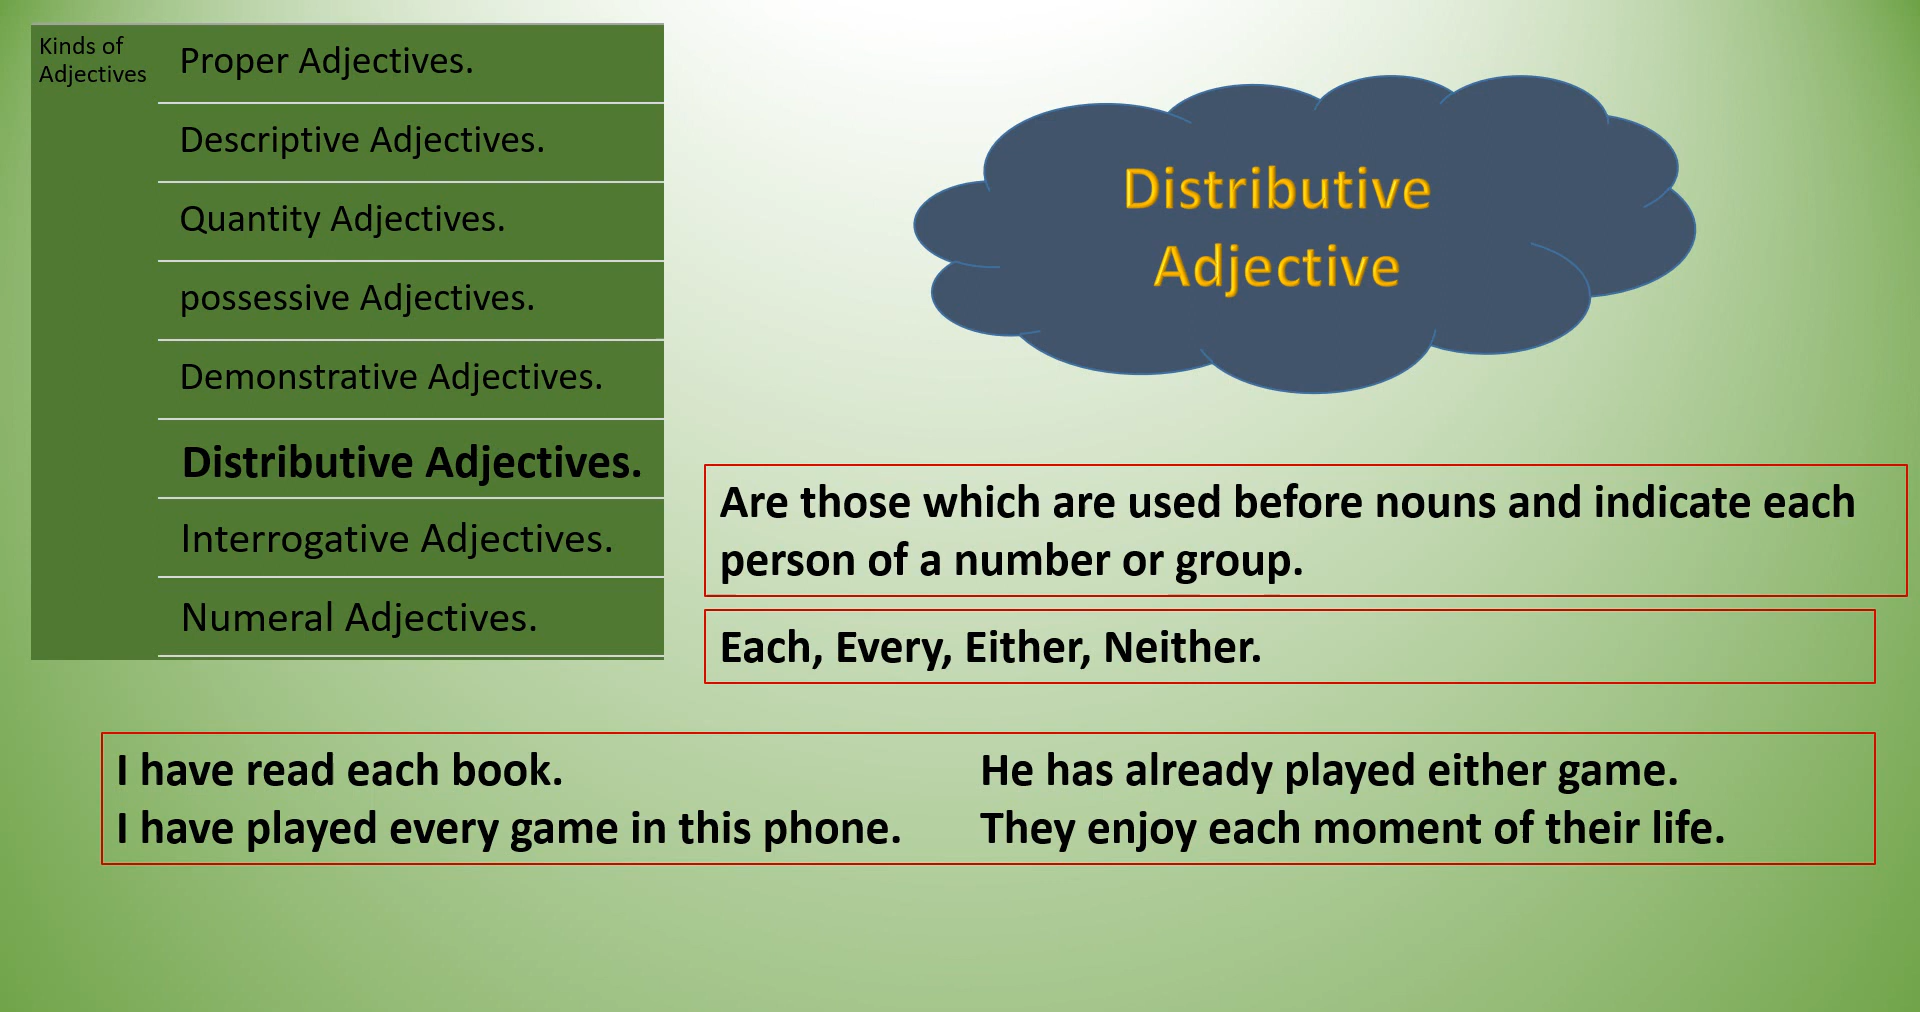 Kinds of
Adjectives
Proper Adjectives.
Descriptive Adjectives.
Quantity Adjectives.
possessive Adjectives.
Demonstrative Adjectives.
Distributive Adjectives.
Interrogative Adjectives.
Numeral Adjectives.
Distributive
Adjective
Are those which are used before nouns and indicate each
person of a number or group.
Each, Every, Either, Neither.
I have read each book.
I have played every game in this phone.
He has already played either game.
They enjoy each moment of their life.